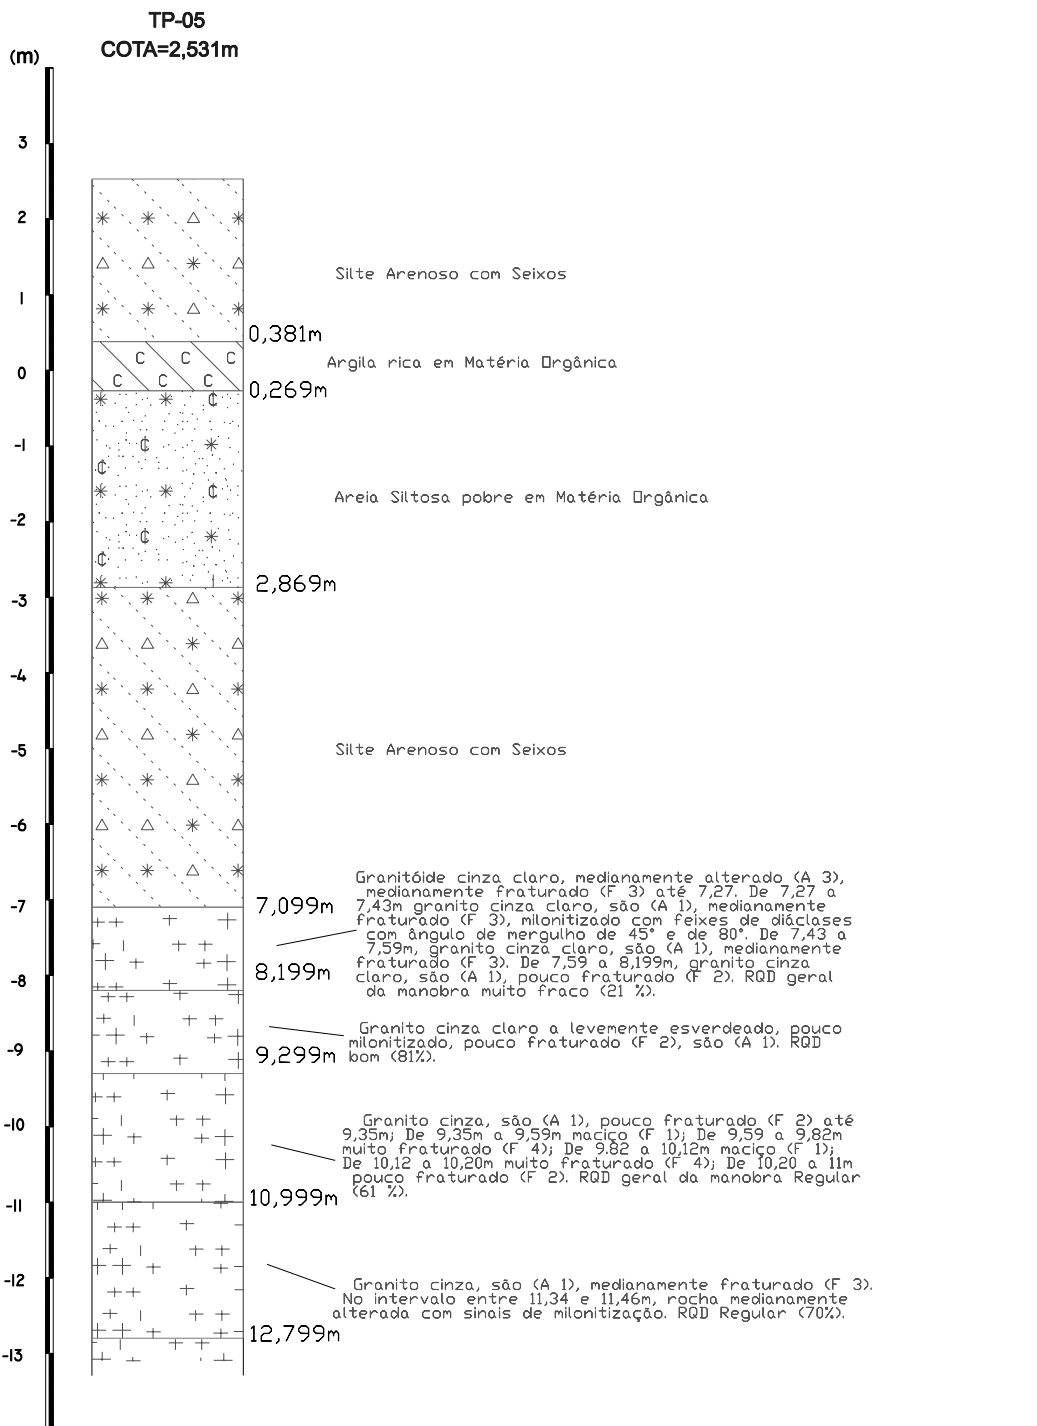 TP-05
COTA=2,531m
(m)
3
2
1
0
-1
-2
-3
-4
-5
-6
-7
-8
-9
-10
-11
-12
-13
Silte Arenoso com Seixos
0,381m
C C C
Argila rica em Matéria Orgânica
C C C
0,269m
Areia Siltosa pobre em Matéria Orgânica
2,869m
Silte Arenoso com Seixos
7,099m
Granitóide cinza claro, medianamente alterado (A 3),
medianamente fraturado (F 3) até 7,27. De 7,27 a
7,43m granito cinza claro, são (A 1), medianamente
fraturado (F 3), milonitizado com feixes de diáclases
com ângulo de mergulho de 45° e de 80°. De 7,43 a
7,59m, granito cinza claro, são (A 1), medianamente
fraturado (F 3). De 7,59 a 8,199m, granito cinza
claro, são (A 1), pouco fraturado (F 2). RQD geral
da manobra muito fraco (21 %).
8,199m
Granito cinza claro a levemente esverdeado, pouco
milonitizado, pouco fraturado (F 2), são (A 1). RQD
bom (81%).
9,299m
Granito cinza, são (A 1), pouco fraturado (F 2) até
9,35m; De 9,35m a 9,59m maciço (F 1); De 9,59 a 9,82m
muito fraturado (F 4); De 9.82 a 10,12m maciço (F 1);
De 10,12 a 10,20m muito fraturado (F 4); De 10,20 a 11m
pouco fraturado (F 2). RQD geral da manobra Regular
(61 %).
10,999m
Granito cinza, são (A 1), medianamente fraturado (F 3).
No intervalo entre 11,34 e 11,46m, rocha medianamente
alterada com sinais de milonitização. RQD Regular (70%).
12,799m